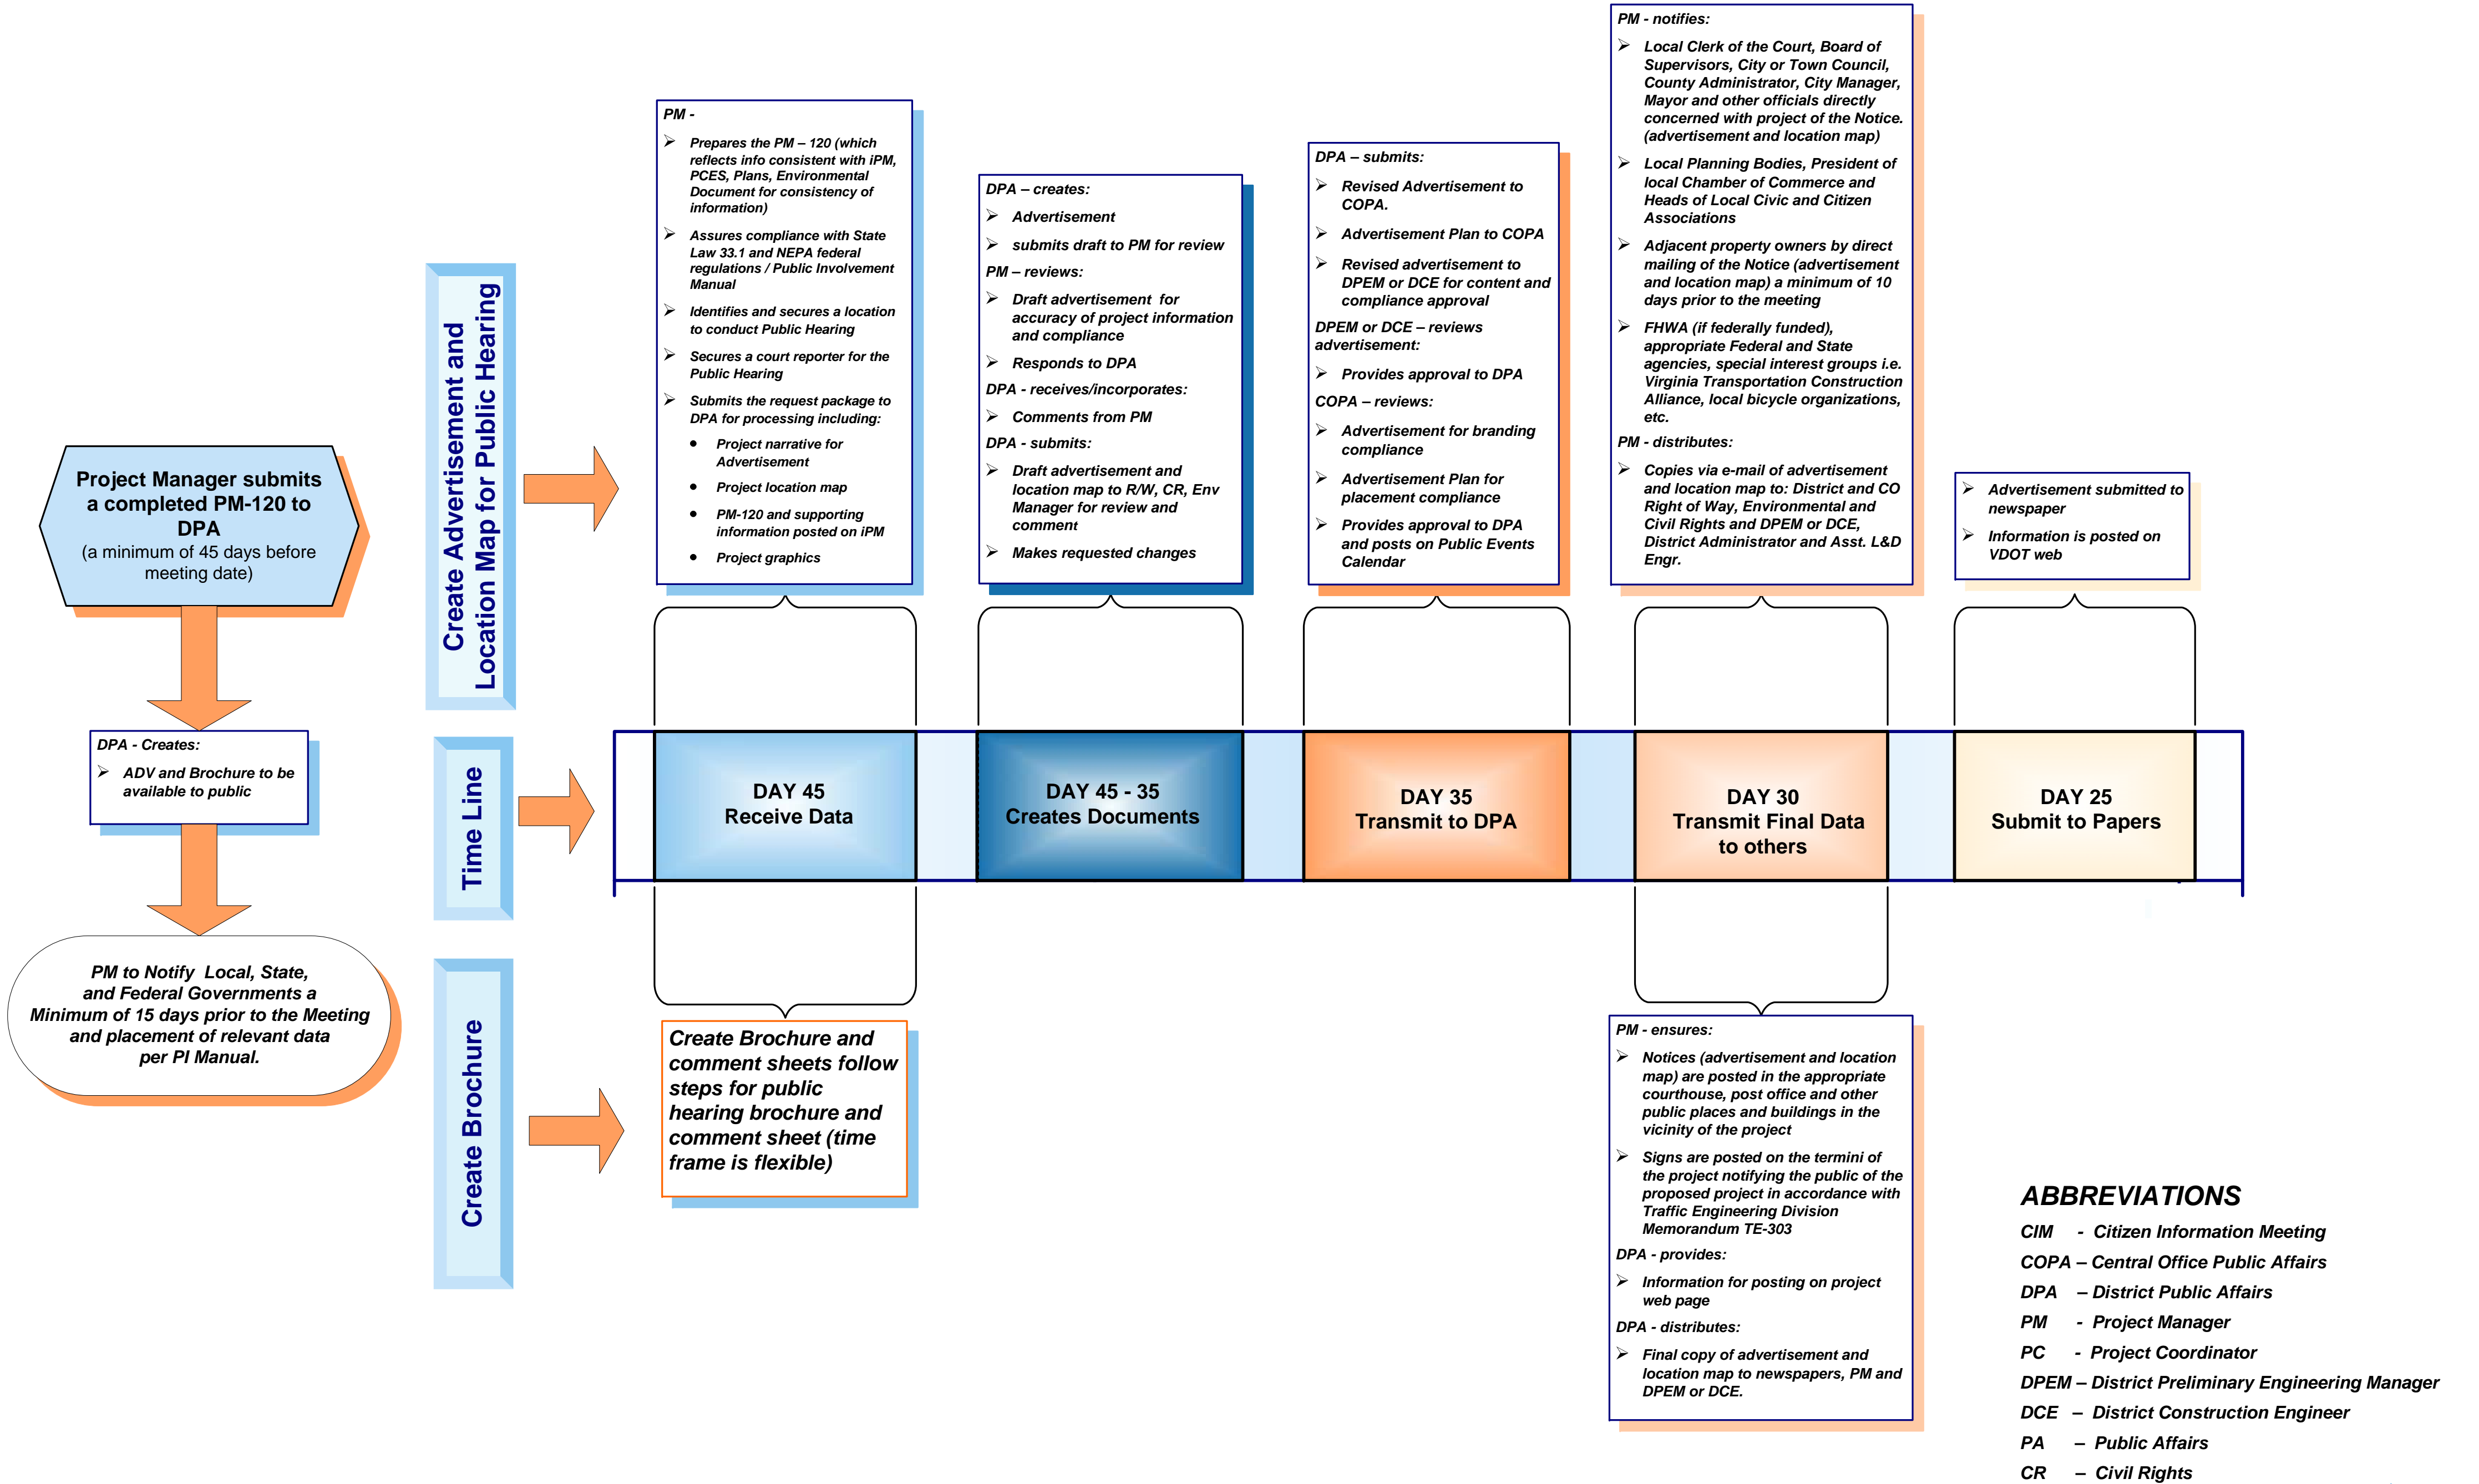 Project Manager submits
a completed PM-120 to
DPA
(a minimum of 45 days before
meeting date)
DPA - Creates:
ADV and Brochure to be
available to public
PM to Notify Local, State,
and Federal Governments a
Minimum of 15 days prior to the Meeting
and placement of relevant data
per PI Manual.
Create Advertisement and
Location Map for Public Hearing
PM -
Prepares the PM – 120 (which
reflects info consistent with iPM,
PCES, Plans, Environmental
Document for consistency of
information)
Assures compliance with State
Law 33.1 and NEPA federal
regulations / Public Involvement
Manual
Identifies and secures a location
to conduct Public Hearing
Secures a court reporter for the
Public Hearing
Submits the request package to
DPA for processing including:
Project narrative for
Advertisement
Project location map
PM-120 and supporting
information posted on iPM
Project graphics
DPA – creates:
Advertisement
submits draft to PM for review
PM – reviews:
Draft advertisement for
accuracy of project information
and compliance
Responds to DPA
DPA - receives/incorporates:
Comments from PM
DPA - submits:
Draft advertisement and
location map to R/W, CR, Env
Manager for review and
comment
Makes requested changes
DPA – submits:
Revised Advertisement to
COPA.
Advertisement Plan to COPA
Revised advertisement to
DPEM or DCE for content and
compliance approval
DPEM or DCE – reviews
advertisement:
Provides approval to DPA
COPA – reviews:
Advertisement for branding
compliance
Advertisement Plan for
placement compliance
Provides approval to DPA
and posts on Public Events
Calendar
PM - notifies:
Local Clerk of the Court, Board of
Supervisors, City or Town Council,
County Administrator, City Manager,
Mayor and other officials directly
concerned with project of the Notice.
(advertisement and location map)
Local Planning Bodies, President of
local Chamber of Commerce and
Heads of Local Civic and Citizen
Associations
Adjacent property owners by direct
mailing of the Notice (advertisement
and location map) a minimum of 10
days prior to the meeting
FHWA (if federally funded),
appropriate Federal and State
agencies, special interest groups i.e.
Virginia Transportation Construction
Alliance, local bicycle organizations,
etc.
PM - distributes:
Copies via e-mail of advertisement
and location map to: District and CO
Right of Way, Environmental and
Civil Rights and DPEM or DCE,
District Administrator and Asst. L&D
Engr.
Advertisement submitted to
newspaper
Information is posted on
VDOT web
Time Line
DAY 45
Receive Data
DAY 45 - 35
Creates Documents
DAY 35
Transmit to DPA
DAY 30
Transmit Final Data
to others
DAY 25
Submit to Papers
Create Brochure
Create Brochure and
comment sheets follow
steps for public
hearing brochure and
comment sheet (time
frame is flexible)
PM - ensures:
Notices (advertisement and location
map) are posted in the appropriate
courthouse, post office and other
public places and buildings in the
vicinity of the project
Signs are posted on the termini of
the project notifying the public of the
proposed project in accordance with
Traffic Engineering Division
Memorandum TE-303
DPA - provides:
Information for posting on project
web page
DPA - distributes:
Final copy of advertisement and
location map to newspapers, PM and
DPEM or DCE.
ABBREVIATIONS
CIM - Citizen Information Meeting
COPA – Central Office Public Affairs
DPA – District Public Affairs
PM - Project Manager
PC - Project Coordinator
DPEM – District Preliminary Engineering Manager
DCE – District Construction Engineer
PA – Public Affairs
CR – Civil Rights